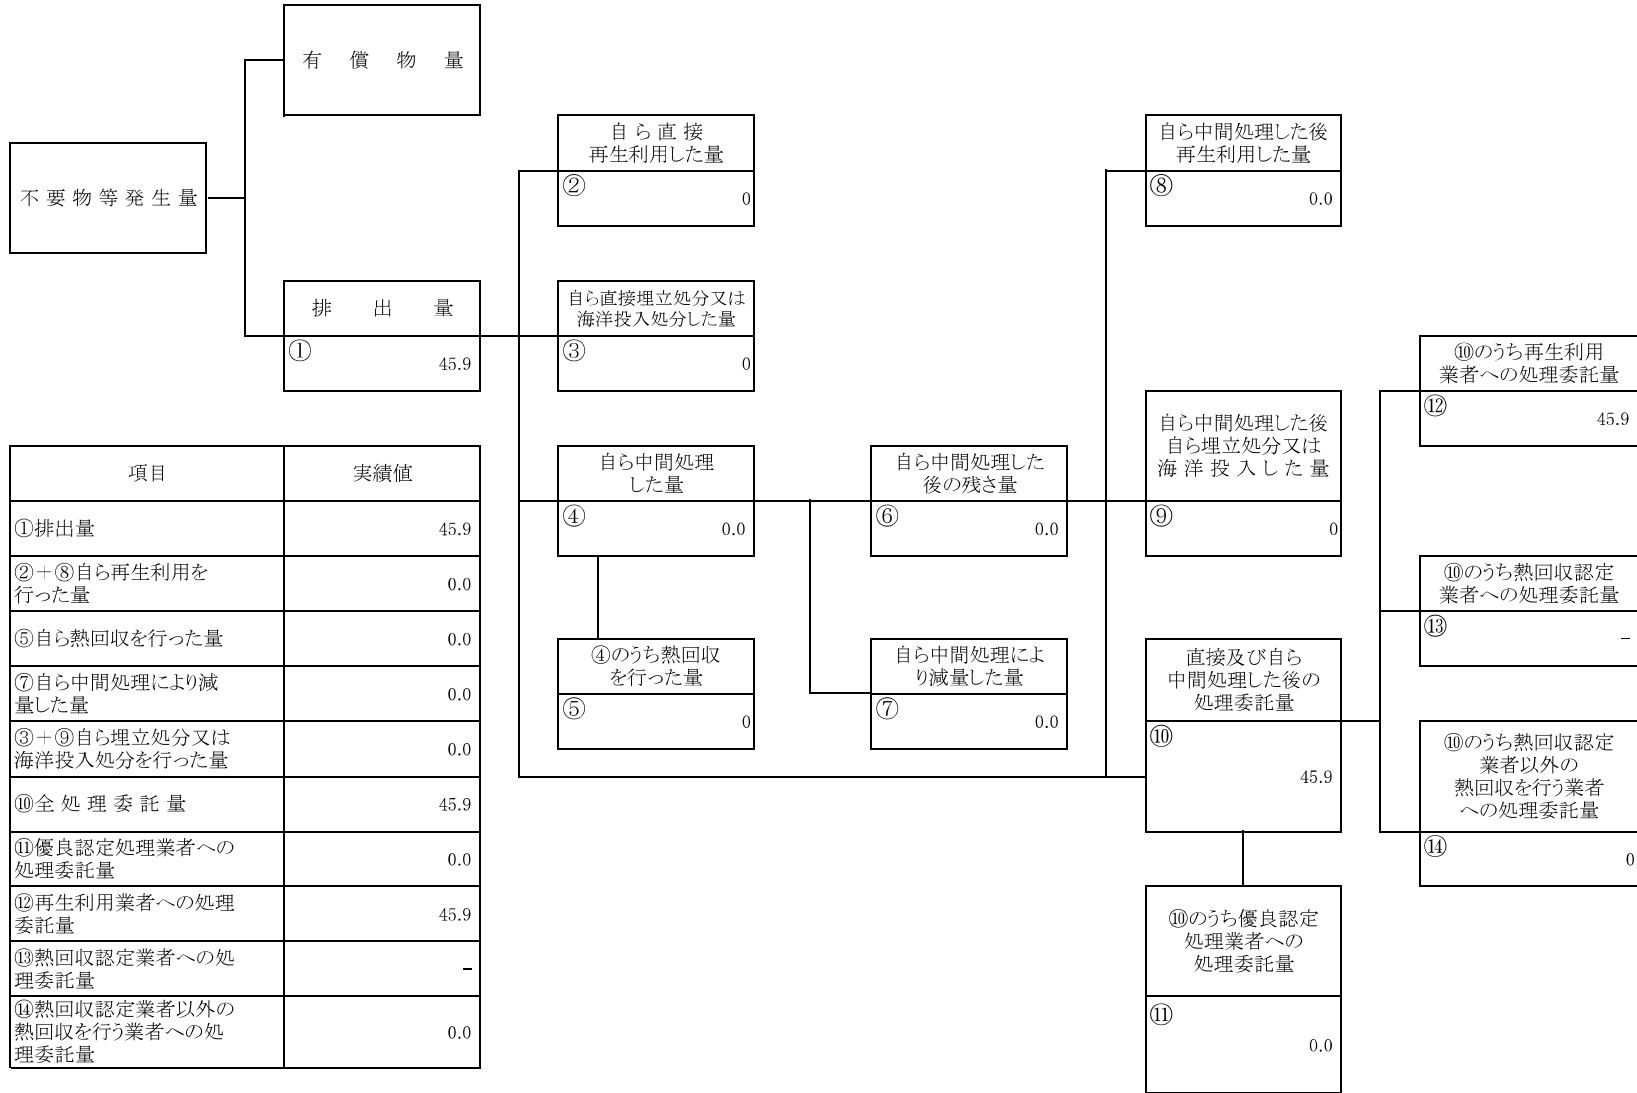 有償物量
不要物等発生量
排出量
①
45.9
自ら直接
再生利用した量
②
0
自ら直接埋立処分又は
海洋投入処分した量
③
0
自ら中間処理
した量
④
0.0
④のうち熱回収
を行った量
⑤
0
自ら中間処理した
後の残さ量
⑥
0.0
自ら中間処理によ
り減量した量
⑦
0.0
自ら中間処理した後
再生利用した量
⑧
0.0
自ら中間処理した後
自ら埋立処分又は
海洋投入した量
⑨
0
直接及び自ら
中間処理した後の
処理委託量
⑩
45.9
⑩のうち優良認定
処理業者への
処理委託量
⑪
0.0
⑩のうち再生利用
業者への処理委託量
⑫
45.9
⑩のうち熱回収認定
業者への処理委託量
⑬
–
⑩のうち熱回収認定
業者以外の
熱回収を行う業者
への処理委託量
⑭
0
項目 実績値
①排出量 45.9
②＋⑧自ら再生利用を
行った量 0.0
⑤自ら熱回収を行った量 0.0
⑦自ら中間処理により減
量した量 0.0
③＋⑨自ら埋立処分又は
海洋投入処分を行った量 0.0
⑩全処理委託量 45.9
⑪優良認定処理業者への
処理委託量 0.0
⑫再生利用業者への処理
委託量 45.9
⑬熱回収認定業者への処
理委託量 –
⑭熱回収認定業者以外の
熱回収を行う業者への処
理委託量 0.0